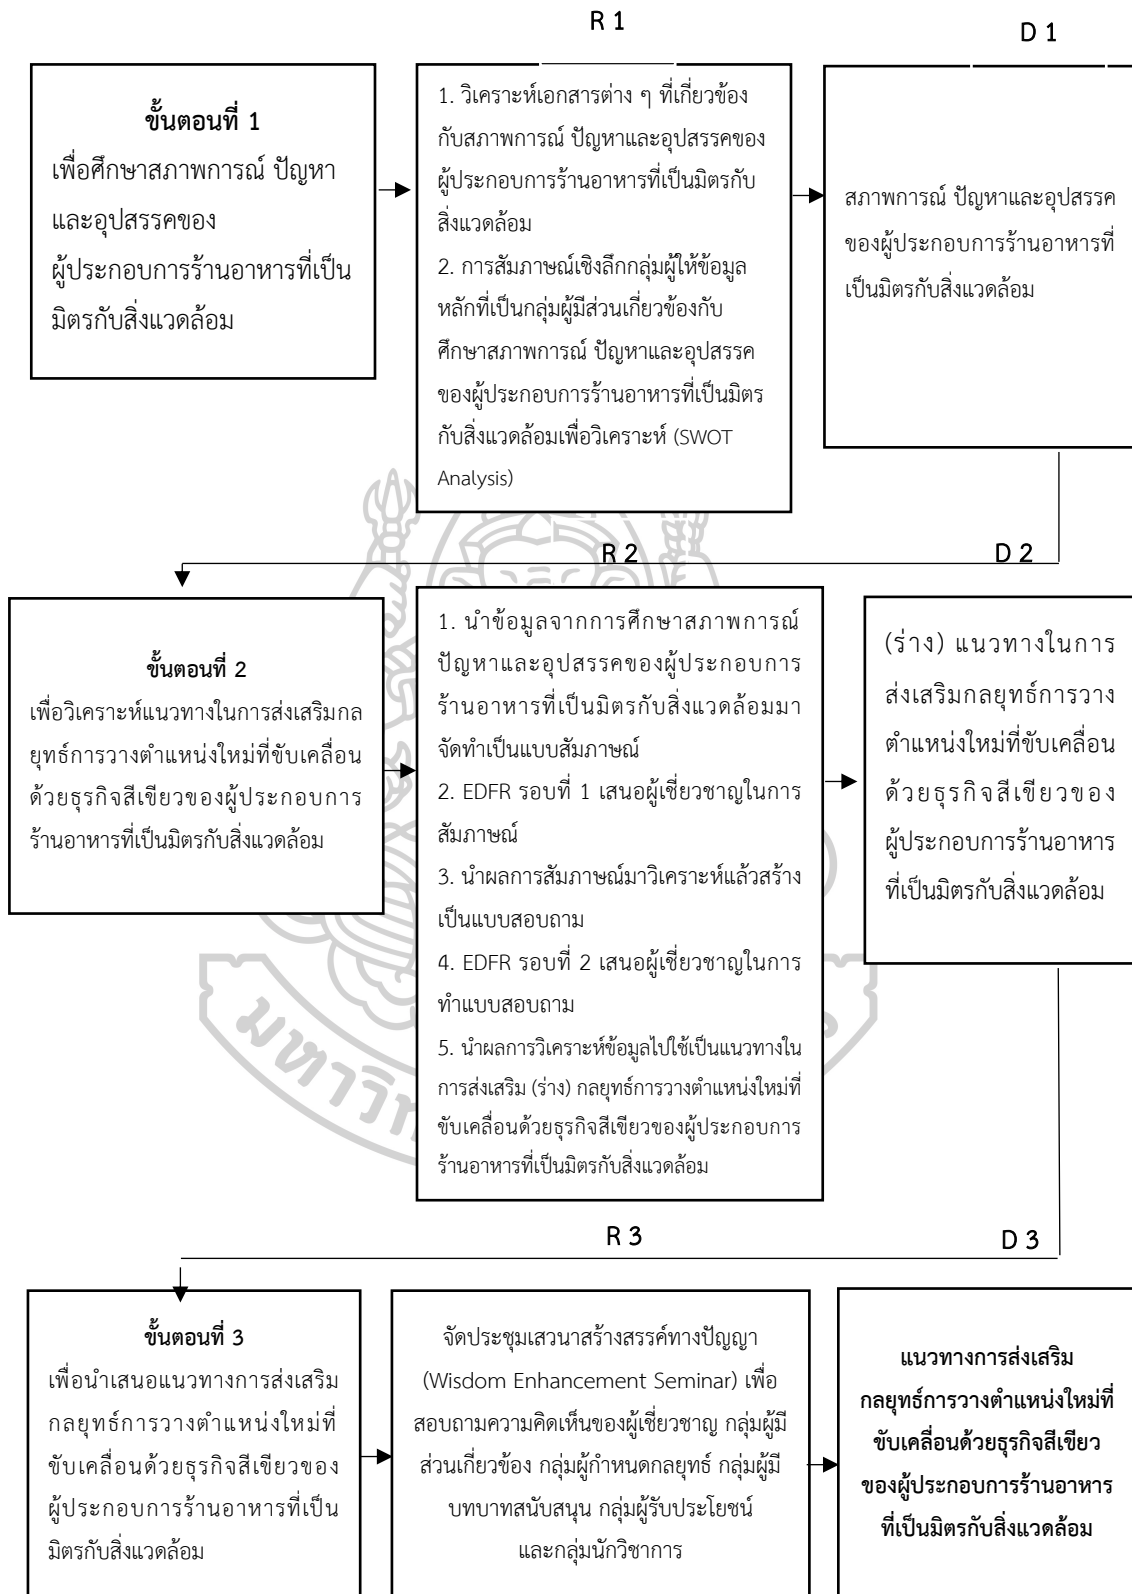 R 1
D 1
ขั้นตอนที่ 1
เพื่อศึกษาสภาพการณ์ ปัญหา
และอุปสรรคของ
ผู้ประกอบการร้านอาหารที่เป็น
มิตรกับสิ่งแวดล้อม
1. วิเคราะห์เอกสารต่าง ๆ ที่เกี่ยวข้อง
กับสภาพการณ์ ปัญหาและอุปสรรคของ
ผู้ประกอบการร้านอาหารที่เป็นมิตรกับ
สิ่งแวดล้อม
2. การสัมภาษณ์เชิงลึกกลุ่มผู้ให้ข้อมูล
หลักที่เป็นกลุ่มผู้มีส่วนเกี่ยวข้องกับ
ศึกษาสภาพการณ์ ปัญหาและอุปสรรค
ของผู้ประกอบการร้านอาหารที่เป็นมิตร
กับสิ่งแวดล้อมเพื่อวิเคราะห์ (SWOT
Analysis)
สภาพการณ์ ปัญหาและอุปสรรค
ของผู้ประกอบการร้านอาหารที่
เป็นมิตรกับสิ่งแวดล้อม
R 2
D 2
ขั้นตอนที่ 2
เพื่อวิเคราะห์แนวทางในการส่งเสริมกล
ยุทธ์การวางตำแหน่งใหม่ที่ขับเคลื่อน
ด้วยธุรกิจสีเขียวของผู้ประกอบการ
ร้านอาหารที่เป็นมิตรกับสิ่งแวดล้อม
1. นำข้อมูลจากการศึกษาสภาพการณ์
ปัญหาและอุปสรรคของผู้ประกอบการ
ร้านอาหารที่เป็นมิตรกับสิ่งแวดล้อมมา
จัดทำเป็นแบบสัมภาษณ์
2. EDFR รอบที่ 1 เสนอผู้เชี่ยวชาญในการ
สัมภาษณ์
3. นำผลการสัมภาษณ์มาวิเคราะห์แล้วสร้าง
เป็นแบบสอบถาม
4. EDFR รอบที่ 2 เสนอผู้เชี่ยวชาญในการ
ทำแบบสอบถาม
5. นำผลการวิเคราะห์ข้อมูลไปใช้เป็นแนวทางใน
การส่งเสริม (ร่าง) กลยุทธ์การวางตำแหน่งใหม่ที่
ขับเคลื่อนด้วยธุรกิจสีเขียวของผู้ประกอบการ
ร้านอาหารที่เป็นมิตรกับสิ่งแวดล้อม
(ร่าง) แนวทางในการ
ส่งเสริมกลยุทธ์การวาง
ตำแหน่งใหม่ที่ขับเคลื่อน
ด้วยธุรกิจสีเขียวของ
ผู้ประกอบการร้านอาหาร
ที่เป็นมิตรกับสิ่งแวดล้อม
R 3
D 3
ขั้นตอนที่ 3
เพื่อนำเสนอแนวทางการส่งเสริม
กลยุทธ์การวางตำแหน่งใหม่ที่
ขับเคลื่อนด้วยธุรกิจสีเขียวของ
ผู้ประกอบการร้านอาหารที่เป็น
มิตรกับสิ่งแวดล้อม
จัดประชุมเสวนาสร้างสรรค์ทางปัญญา
(Wisdom Enhancement Seminar) เพื่อ
สอบถามความคิดเห็นของผู้เชี่ยวชาญ กลุ่มผู้มี
ส่วนเกี่ยวข้อง กลุ่มผู้กำหนดกลยุทธ์ กลุ่มผู้มี
บทบาทสนับสนุน กลุ่มผู้รับประโยชน์
และกลุ่มนักวิชาการ
แนวทางการส่งเสริม
กลยุทธ์การวางตำแหน่งใหม่ที่
ขับเคลื่อนด้วยธุรกิจสีเขียว
ของผู้ประกอบการร้านอาหาร
ที่เป็นมิตรกับสิ่งแวดล้อม